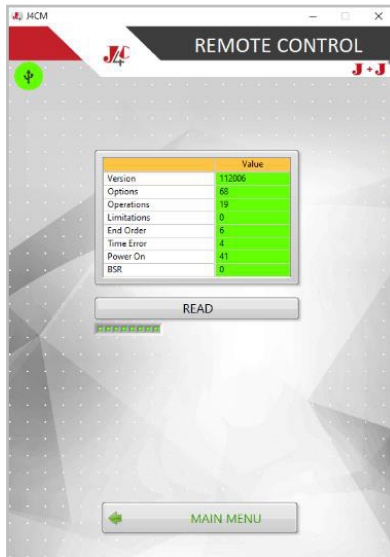 J4CM
J4C
REMOTE CONTROL
J+J
Value
Version 112006
Options 68
Operations 19
Limitations 0
End Order 6
Time Error 4
Power On 41
BSR 0
READ
MAIN MENU